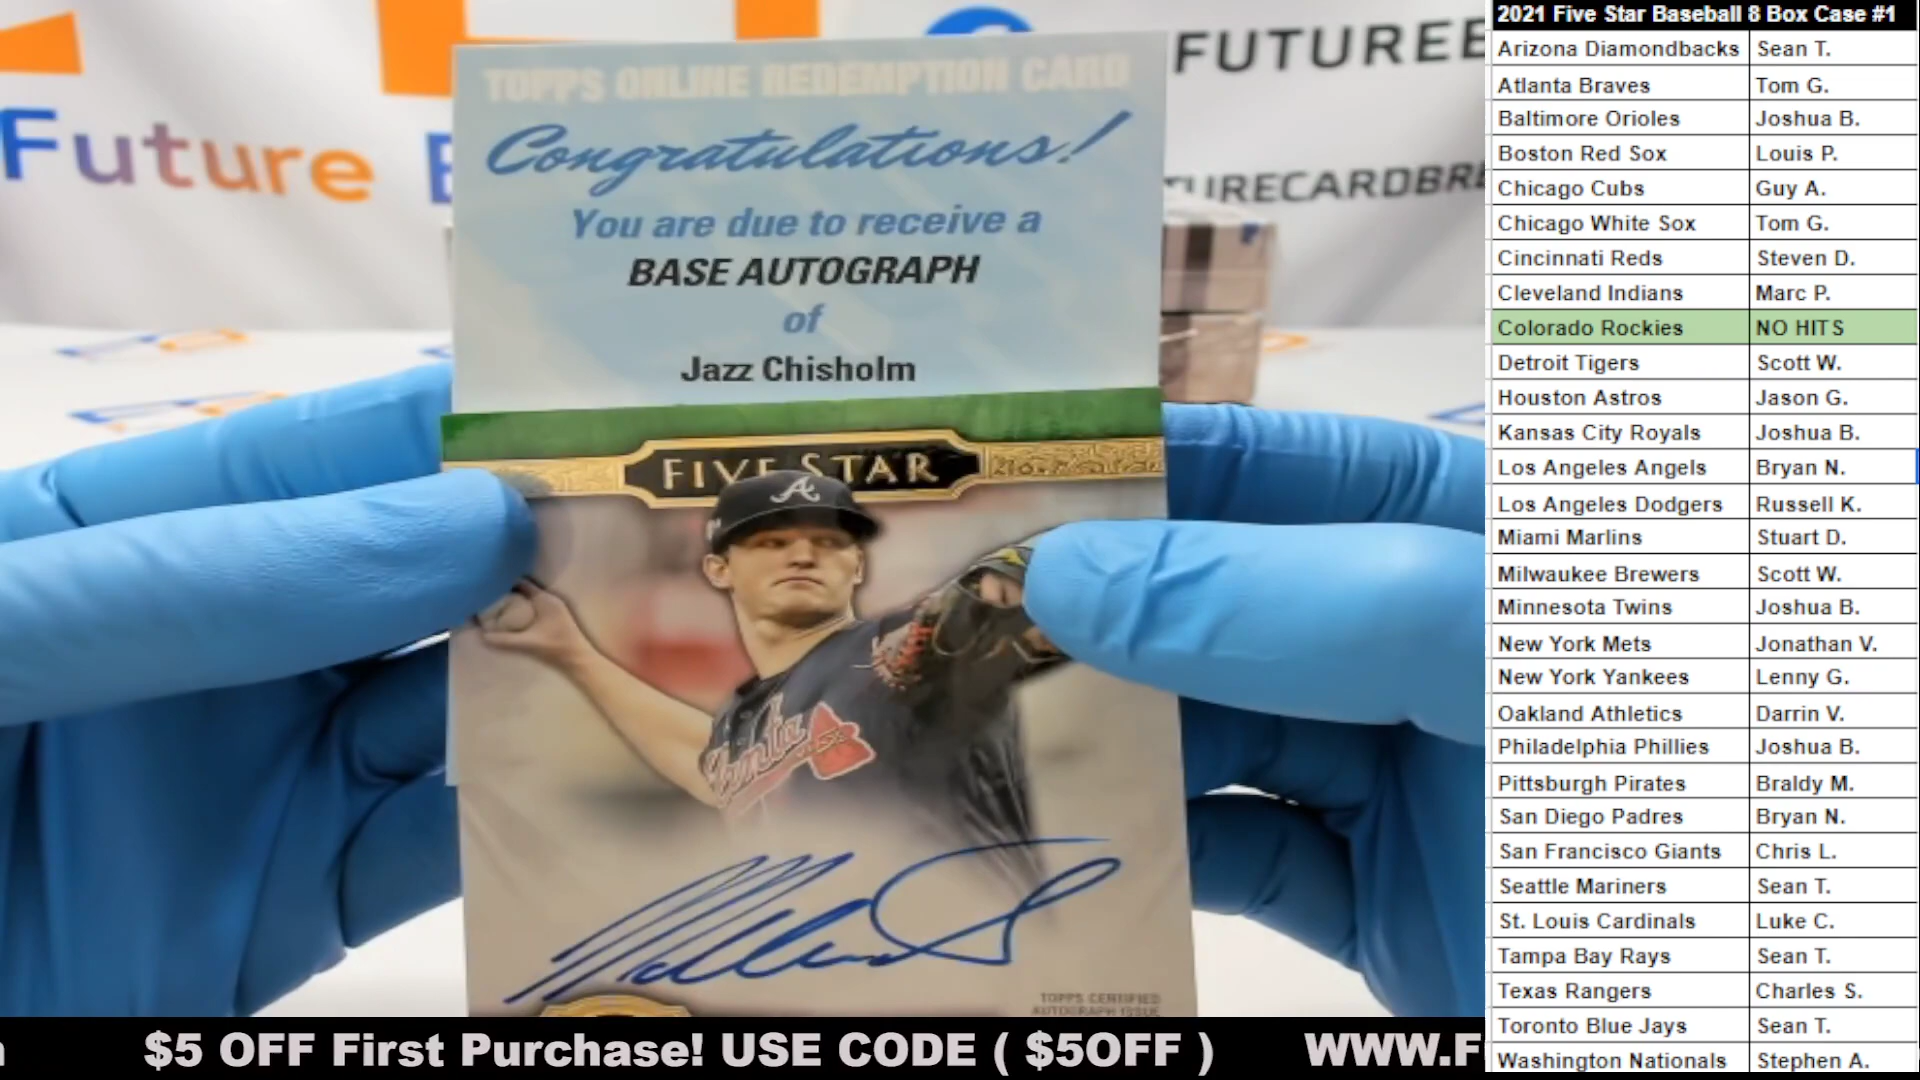 Future
FUTUREB
TURECARDBRE
TOPPS ONLINE REDEMPTION CARD
Congratulations!
You are due to receive a
BASE AUTOGRAPH
of
Jazz Chisholm
FIVE STAR
A
TOPPS CERTIFIED
AUTOGRAPH ISSUE
$5 OFF First Purchase! USE CODE ( $5OFF ) WWW.F
2021 Five Star Baseball 8 Box Case #1
Arizona Diamondbacks Sean T.
Atlanta Braves Tom G.
Baltimore Orioles Joshua B.
Boston Red Sox Louis P.
Chicago Cubs Guy A.
Chicago White Sox Tom G.
Cincinnati Reds Steven D.
Cleveland Indians Marc P.
Colorado Rockies NO HITS
Detroit Tigers Scott W.
Houston Astros Jason G.
Kansas City Royals Joshua B.
Los Angeles Angels Bryan N.
Los Angeles Dodgers Russell K.
Miami Marlins Stuart D.
Milwaukee Brewers Scott W.
Minnesota Twins Joshua B.
New York Mets Jonathan V.
New York Yankees Lenny G.
Oakland Athletics Darrin V.
Philadelphia Phillies Joshua B.
Pittsburgh Pirates Braldy M.
San Diego Padres Bryan N.
San Francisco Giants Chris L.
Seattle Mariners Sean T.
St. Louis Cardinals Luke C.
Tampa Bay Rays Sean T.
Texas Rangers Charles S.
Toronto Blue Jays Sean T.
Washington Nationals Stephen A.